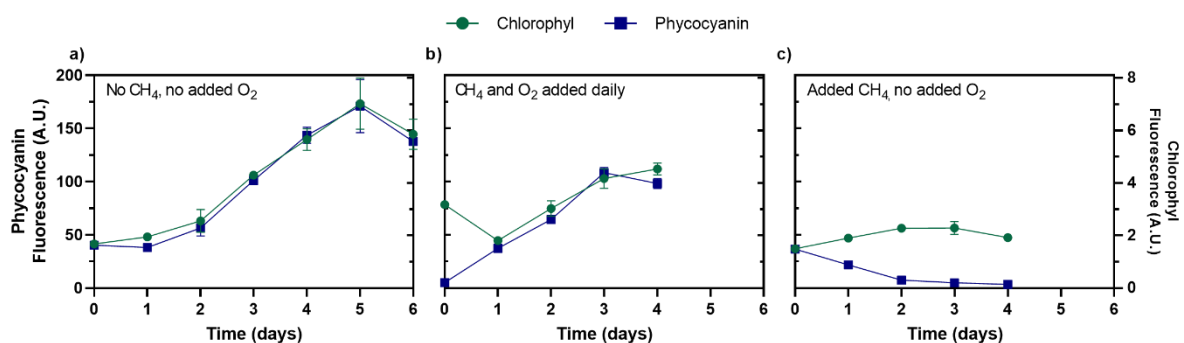 Chlorophyl Phycocyanin
a) b) c)
No CH4, no added O2
CH4 and O2 added daily
Added CH4, no added O2
Phycocyanin
Fluorescence (A.U.)
200
150
100
50
0
8
6
4
2
0
Chlorophyl
Fluorescence (A.U.)
0 1 2 3 4 5 6
0 1 2 3 4 5 6
0 1 2 3 4 5 6
Time (days)
Time (days)
Time (days)